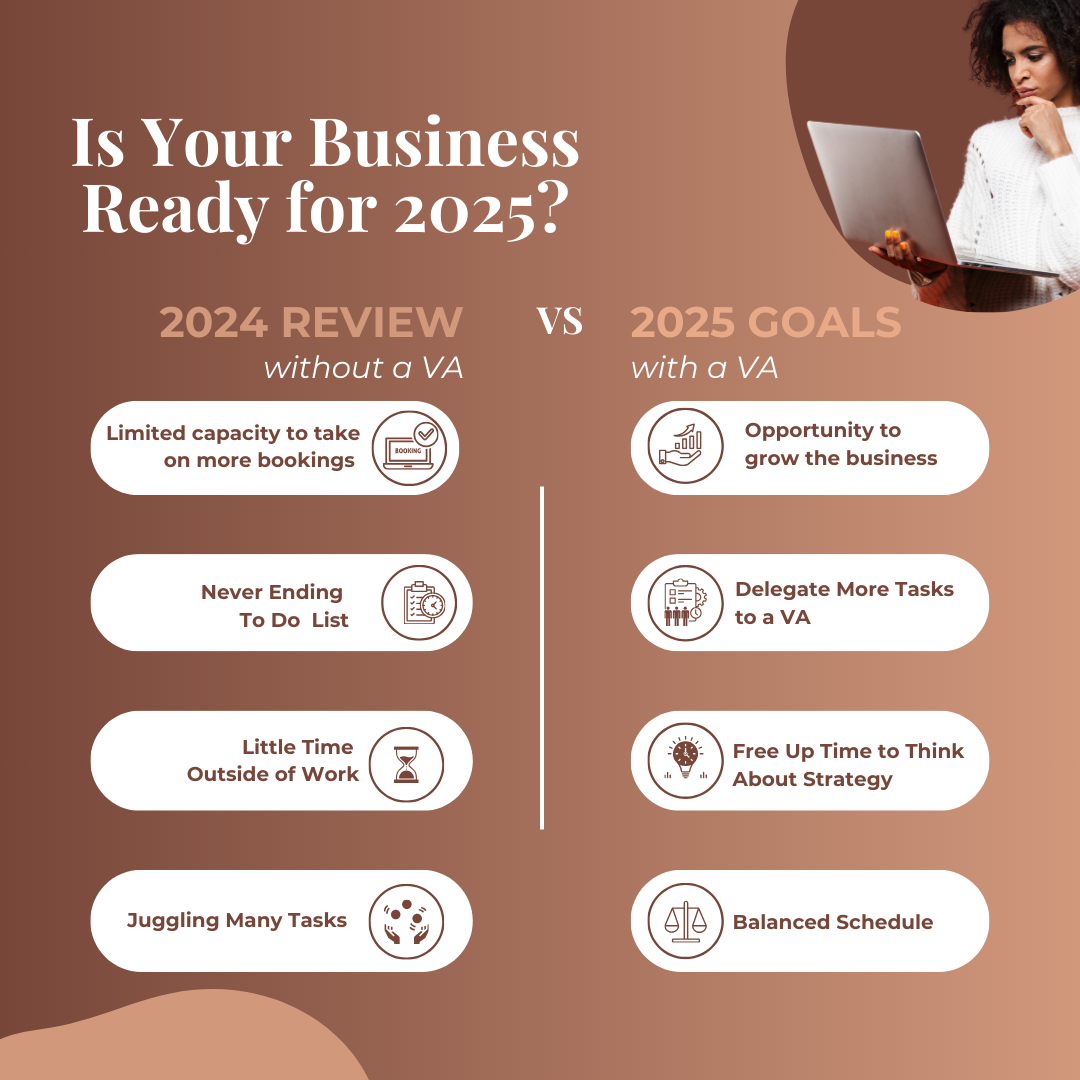 Is Your Business
Ready for 2025?
2024 REVIEW
without a VA
VS
2025 GOALS
with a VA
Limited capacity to take
on more bookings
BOOKING
Never Ending
To Do List
Little Time
Outside of Work
Juggling Many Tasks
Opportunity to
grow the business
Delegate More Tasks
to a VA
Free Up Time to Think
About Strategy
Balanced Schedule